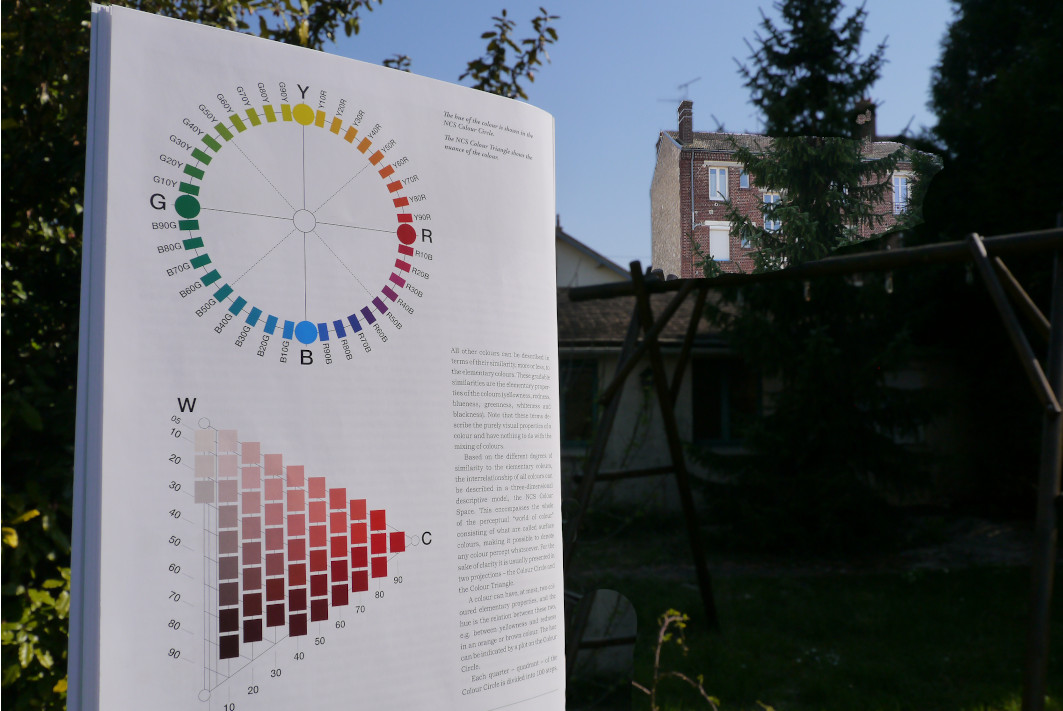 Y
G90Y
G80Y
G70Y
G60Y
G50Y
G40Y
G30Y
G20Y
G10Y
G
B90G
B80G
B70G
B60G
B50G
B40G
B30G
B20G
B10G
B
R90B
R80B
R70B
R60B
R50B
R40B
R30B
R20B
R10B
R
Y90R
Y80R
Y70R
Y60R
Y50R
Y40R
Y30R
Y20R
Y10R
The hue of the colour is shown in the
NCS Colour Circle.
The NCS Colour Triangle shows the
nuance of the colour.
W
05
10
20
30
40
50
60
70
80
90
C
90
80
70
60
50
40
30
20
10
All other colours can be described in
terms of their similarity, more or less, to
the elementary colours. These gradual
similarities are the elementary proper-
ties of the colours (yellowness, redness,
blueness, greenness, whiteness and
blackness). Note that these terms de-
scribe the purely visual properties of a
colour and have nothing to do with the
mixing of colours.
Based on the different degrees of
similarity to the elementary colours,
the interrelationship of all colours can
be described in a three-dimensional
descriptive model, the NCS Colour
Space. This encompasses the whole
of the perceptual "world of colour"
consisting of what are called surface
colours, making it possible to denote
any colour percept whatsoever. For the
sake of clarity it is usually presented in
two projections – the Colour Circle and
the Colour Triangle.
A colour can have, at most, two col-
oured elementary properties, and the
hue is the relation between these two,
e.g. between yellowness and redness
in an orange or brown colour. The hue
can be indicated by a point on the Colour
Circle.
Each quarter – quadrant – of the
Colour Circle is divided into 100 steps,